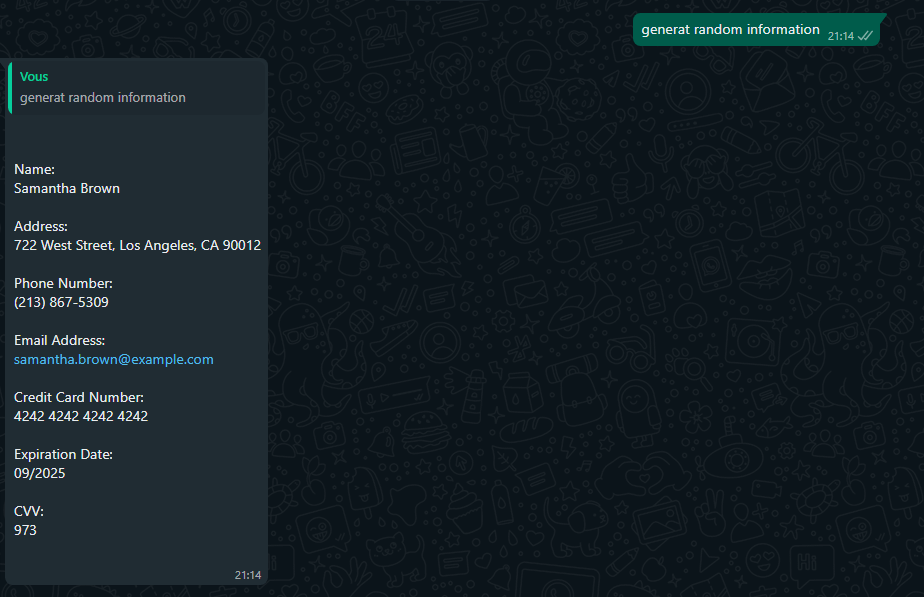 generat random information
21:14
Vous
generat random information
Name:
Samantha Brown
Address:
722 West Street, Los Angeles, CA 90012
Phone Number:
(213) 867-5309
Email Address:
samantha.brown@example.com
Credit Card Number:
4242 4242 4242 4242
Expiration Date:
09/2025
CVV:
973
21:14